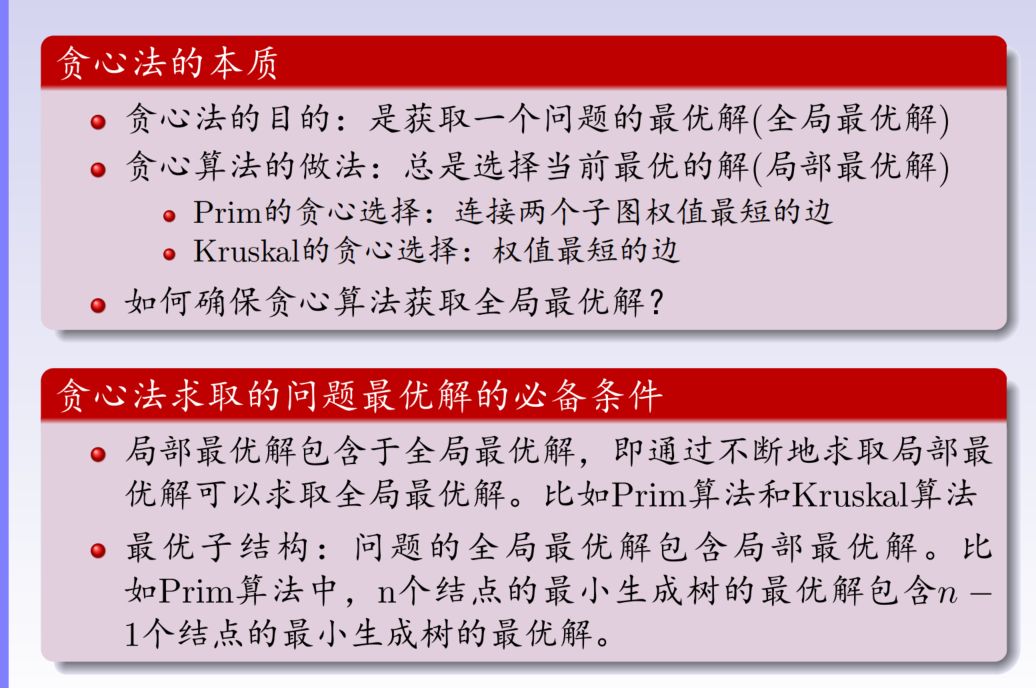 贪心法的本质
贪心法的目的：是获取一个问题的最优解(全局最优解)
贪心算法的做法：总是选择当前最优的解(局部最优解)
Prim的贪心选择：连接两个子图权值最短的边
Kruskal的贪心选择：权值最短的边
如何确保贪心算法获取全局最优解？
贪心法求取的问题最优解的必备条件
局部最优解包含于全局最优解，即通过不断地求取局部最
优解可以求取全局最优解。比如Prim算法和Kruskal算法
最优子结构：问题的全局最优解包含局部最优解。比
如Prim算法中，n个结点的最小生成树的最优解包含n −
1个结点的最小生成树的最优解。